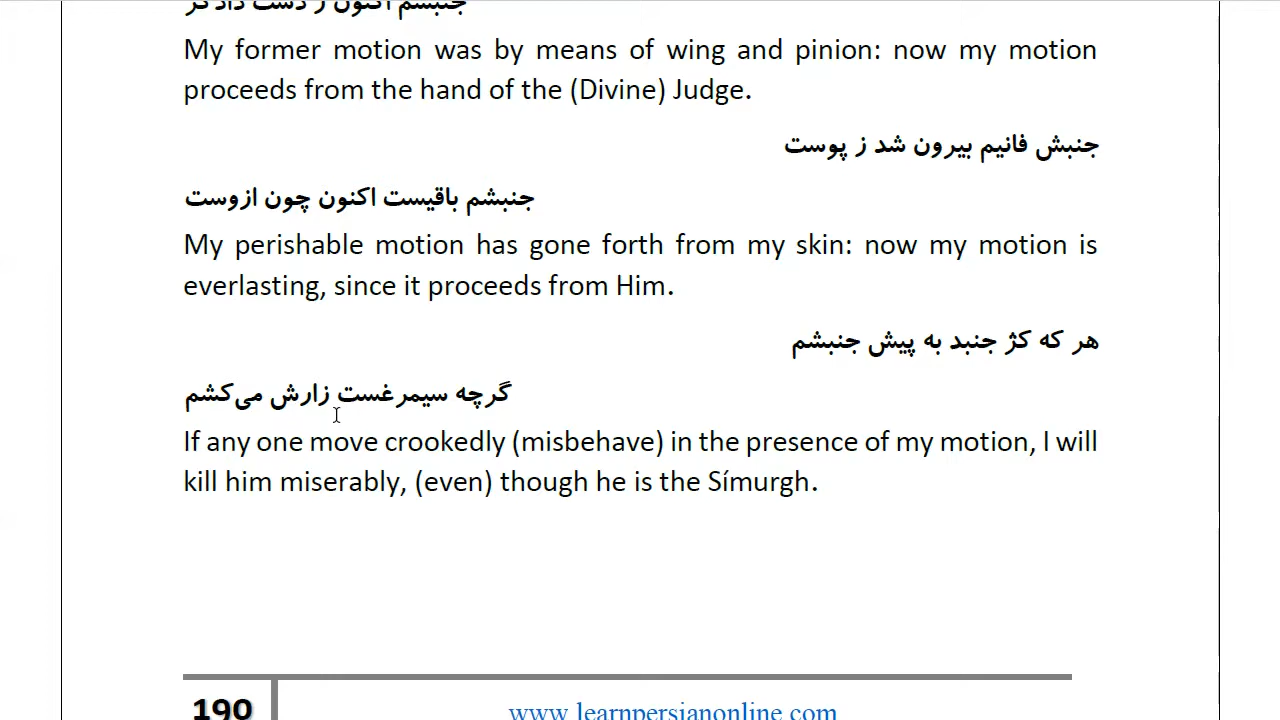 جنبشم اکنون ز دست دادگر
My former motion was by means of wing and pinion: now my motion
proceeds from the hand of the (Divine) Judge.
جنبش فانیم بیرون شد ز پوست
جنبشم باقیست اکنون چون ازوست
My perishable motion has gone forth from my skin: now my motion is
everlasting, since it proceeds from Him.
هر که کژ جنبد به پیش جنبشم
گرچه سیمرغست زارش می‌کشم
If any one move crookedly (misbehave) in the presence of my motion, I will
kill him miserably, (even) though he is the Símurgh.
190
www.learnpersianonline.com